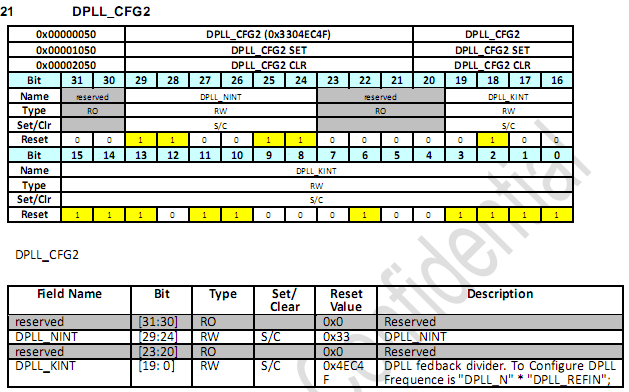 21 DPLL_CFG2
0x00000050 DPLL_CFG2 (0x3304EC4F) DPLL_CFG2
0x00001050 DPLL_CFG2 SET DPLL_CFG2 SET
0x00002050 DPLL_CFG2 CLR DPLL_CFG2 CLR
Bit 31 30 29 28 27 26 25 24 23 22 21 20 19 18 17 16
Name reserved DPLL_NINT reserved DPLL_KINT
Type RO RW RO RW
Set/Clr S/C S/C
Reset 0 0 1 1 0 0 1 1 0 0 0 0 0 1 0 0
Bit 15 14 13 12 11 10 9 8 7 6 5 4 3 2 1 0
Name DPLL_KINT
Type RW
Set/Clr S/C
Reset 1 1 1 0 1 1 0 0 0 1 0 0 1 1 1 1
DPLL_CFG2
Field Name Bit Type Set/ Clear Reset Value Description
reserved [31:30] RO 0x0 Reserved
DPLL_NINT [29:24] RW S/C 0x33 DPLL_NINT
reserved [23:20] RO 0x0 Reserved
DPLL_KINT [19: 0] RW S/C 0x4EC4 DPLL fedback divider. To Configure DPLL
F Frequence is "DPLL_N" * "DPLL_REFIN";
Confidential